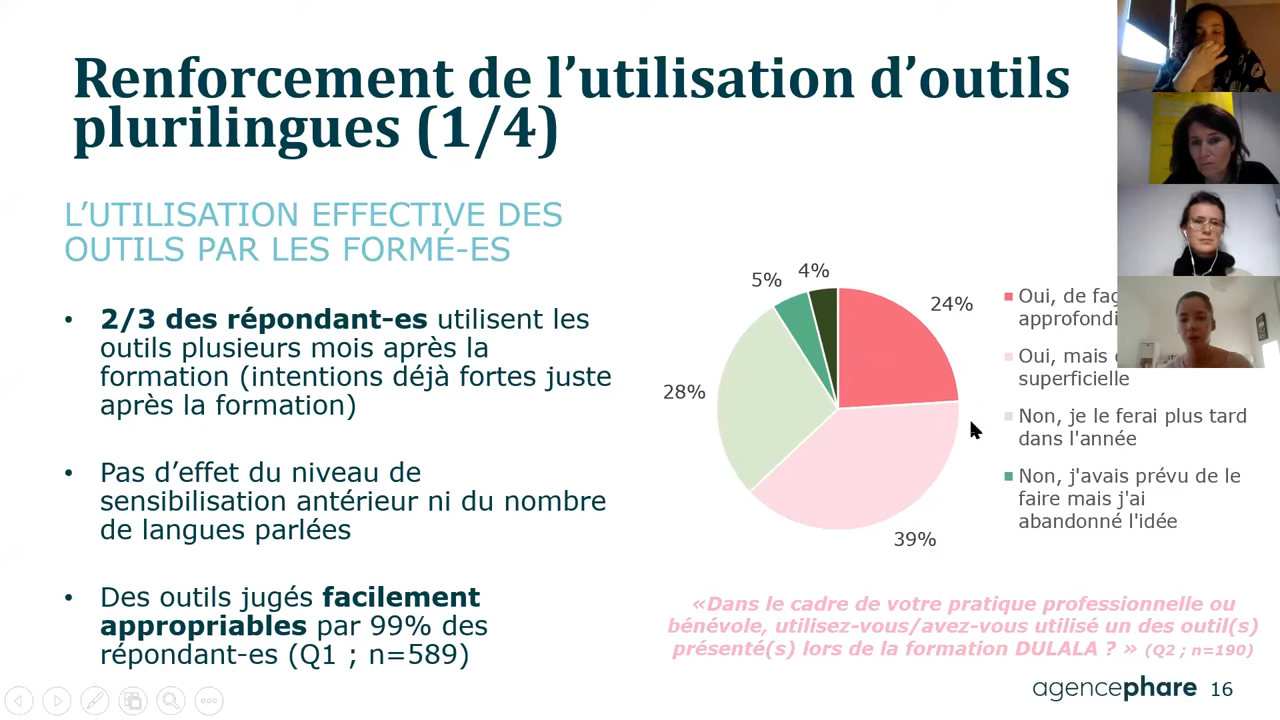 Renforcement de l’utilisation d’outils
plurilingues (1/4)
L’UTILISATION EFFECTIVE DES
OUTILS PAR LES FORMÉ-ES
• 2/3 des répondant-es utilisent les
outils plusieurs mois après la
formation (intentions déjà fortes juste
après la formation)
• Pas d’effet du niveau de
sensibilisation antérieur ni du nombre
de langues parlées
• Des outils jugés facilement
appropriables par 99% des
répondant-es (Q1 ; n=589)
5%
4%
24%
28%
39%
Oui, de
Oui, mais
superficielle
Non, je le ferai plus tard
dans l'année
Non, j'avais prévu de le
faire mais j'ai
abandonné l'idée
«Dans le cadre de votre pratique professionnelle ou
bénévole, utilisez-vous/avez-vous utilisé un des outil(s)
présenté(s) lors de la formation DULALA ? » (Q2 ; n=190)
agencephare 16